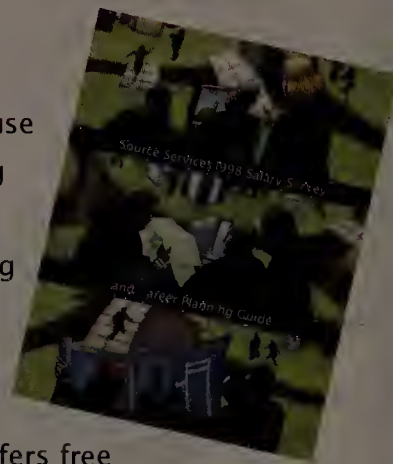 use
g
Source Services 1998 Salary Survey
g
and Career Planning Guide
fers free